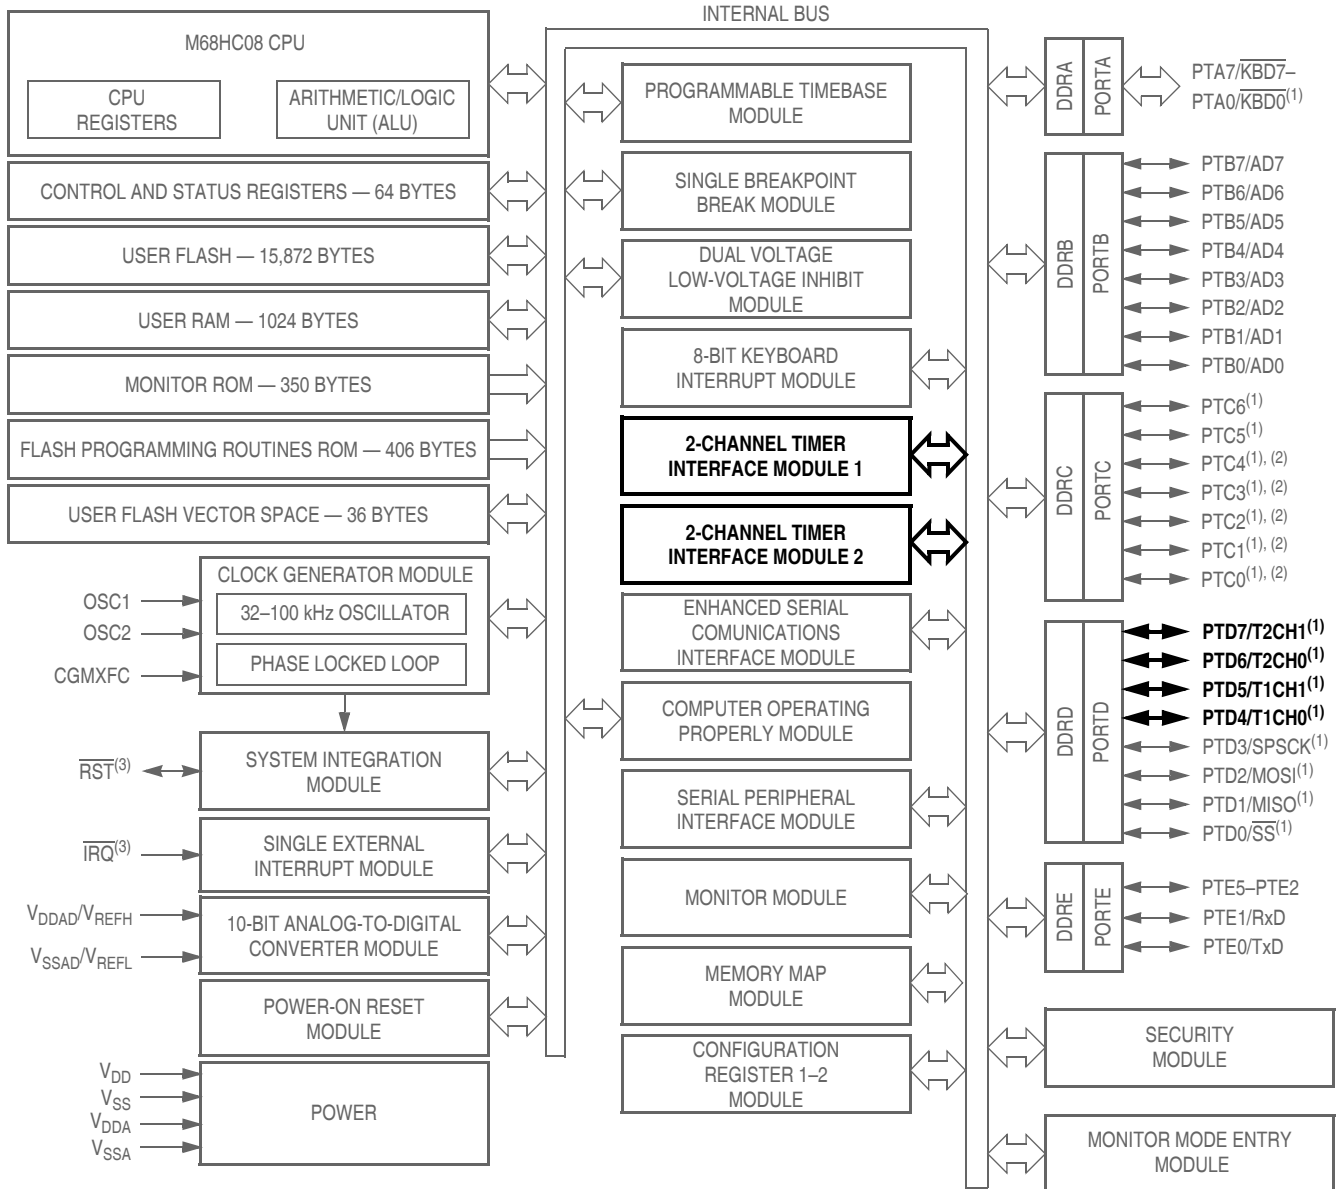 INTERNAL BUS
M68HC08 CPU
CPU
REGISTERS
ARITHMETIC/LOGIC
UNIT (ALU)
CONTROL AND STATUS REGISTERS — 64 BYTES
USER FLASH — 15,872 BYTES
USER RAM — 1024 BYTES
MONITOR ROM — 350 BYTES
FLASH PROGRAMMING ROUTINES ROM — 406 BYTES
USER FLASH VECTOR SPACE — 36 BYTES
CLOCK GENERATOR MODULE
32–100 kHz OSCILLATOR
PHASE LOCKED LOOP
OSC1
OSC2
CGMXFC
SYSTEM INTEGRATION
MODULE
RST(3)
SINGLE EXTERNAL
INTERRUPT MODULE
IRQ(3)
10-BIT ANALOG-TO-DIGITAL
CONVERTER MODULE
VDDAD/VREFH
VSSAD/VREFL
POWER-ON RESET
MODULE
POWER
VDD
VSS
VDDA
VSSA
PROGRAMMABLE TIMEBASE
MODULE
SINGLE BREAKPOINT
BREAK MODULE
DUAL VOLTAGE
LOW-VOLTAGE INHIBIT
MODULE
8-BIT KEYBOARD
INTERRUPT MODULE
2-CHANNEL TIMER
INTERFACE MODULE 1
2-CHANNEL TIMER
INTERFACE MODULE 2
ENHANCED SERIAL
COMUNICATIONS
INTERFACE MODULE
COMPUTER OPERATING
PROPERLY MODULE
SERIAL PERIPHERAL
INTERFACE MODULE
MONITOR MODULE
MEMORY MAP
MODULE
CONFIGURATION
REGISTER 1–2
MODULE
DDRA
PORTA
PTA7/KBD7–
PTA0/KBD0(1)
DDRB
PORTB
PTB7/AD7
PTB6/AD6
PTB5/AD5
PTB4/AD4
PTB3/AD3
PTB2/AD2
PTB1/AD1
PTB0/AD0
DDRC
PORTC
PTC6(1)
PTC5(1)
PTC4(1), (2)
PTC3(1), (2)
PTC2(1), (2)
PTC1(1), (2)
PTC0(1), (2)
DDRD
PORTD
PTD7/T2CH1(1)
PTD6/T2CH0(1)
PTD5/T1CH1(1)
PTD4/T1CH0(1)
PTD3/SPSCK(1)
PTD2/MOSI(1)
PTD1/MISO(1)
PTD0/SS(1)
DDRE
PORTE
PTE5–PTE2
PTE1/RxD
PTE0/TxD
SECURITY
MODULE
MONITOR MODE ENTRY
MODULE